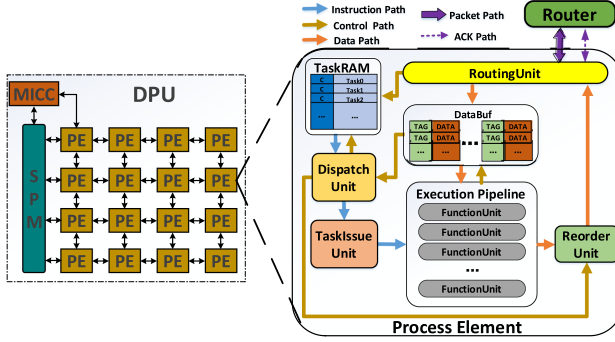 Instruction Path
Control Path
Data Path
Packet Path
ACK Path
Router
DPU
MICC
SPM
PE PE PE PE
PE PE PE PE
PE PE PE PE
PE PE PE PE
TaskRAM
C Task0
C Task1
C Task2
... ...
RoutingUnit
DataBuf
TAG DATA TAG DATA
TAG DATA TAG DATA
... ... ... ... ...
Dispatch
Unit
TaskIssue
Unit
Execution Pipeline
FunctionUnit
FunctionUnit
FunctionUnit
FunctionUnit
...
FunctionUnit
Reorder
Unit
Process Element